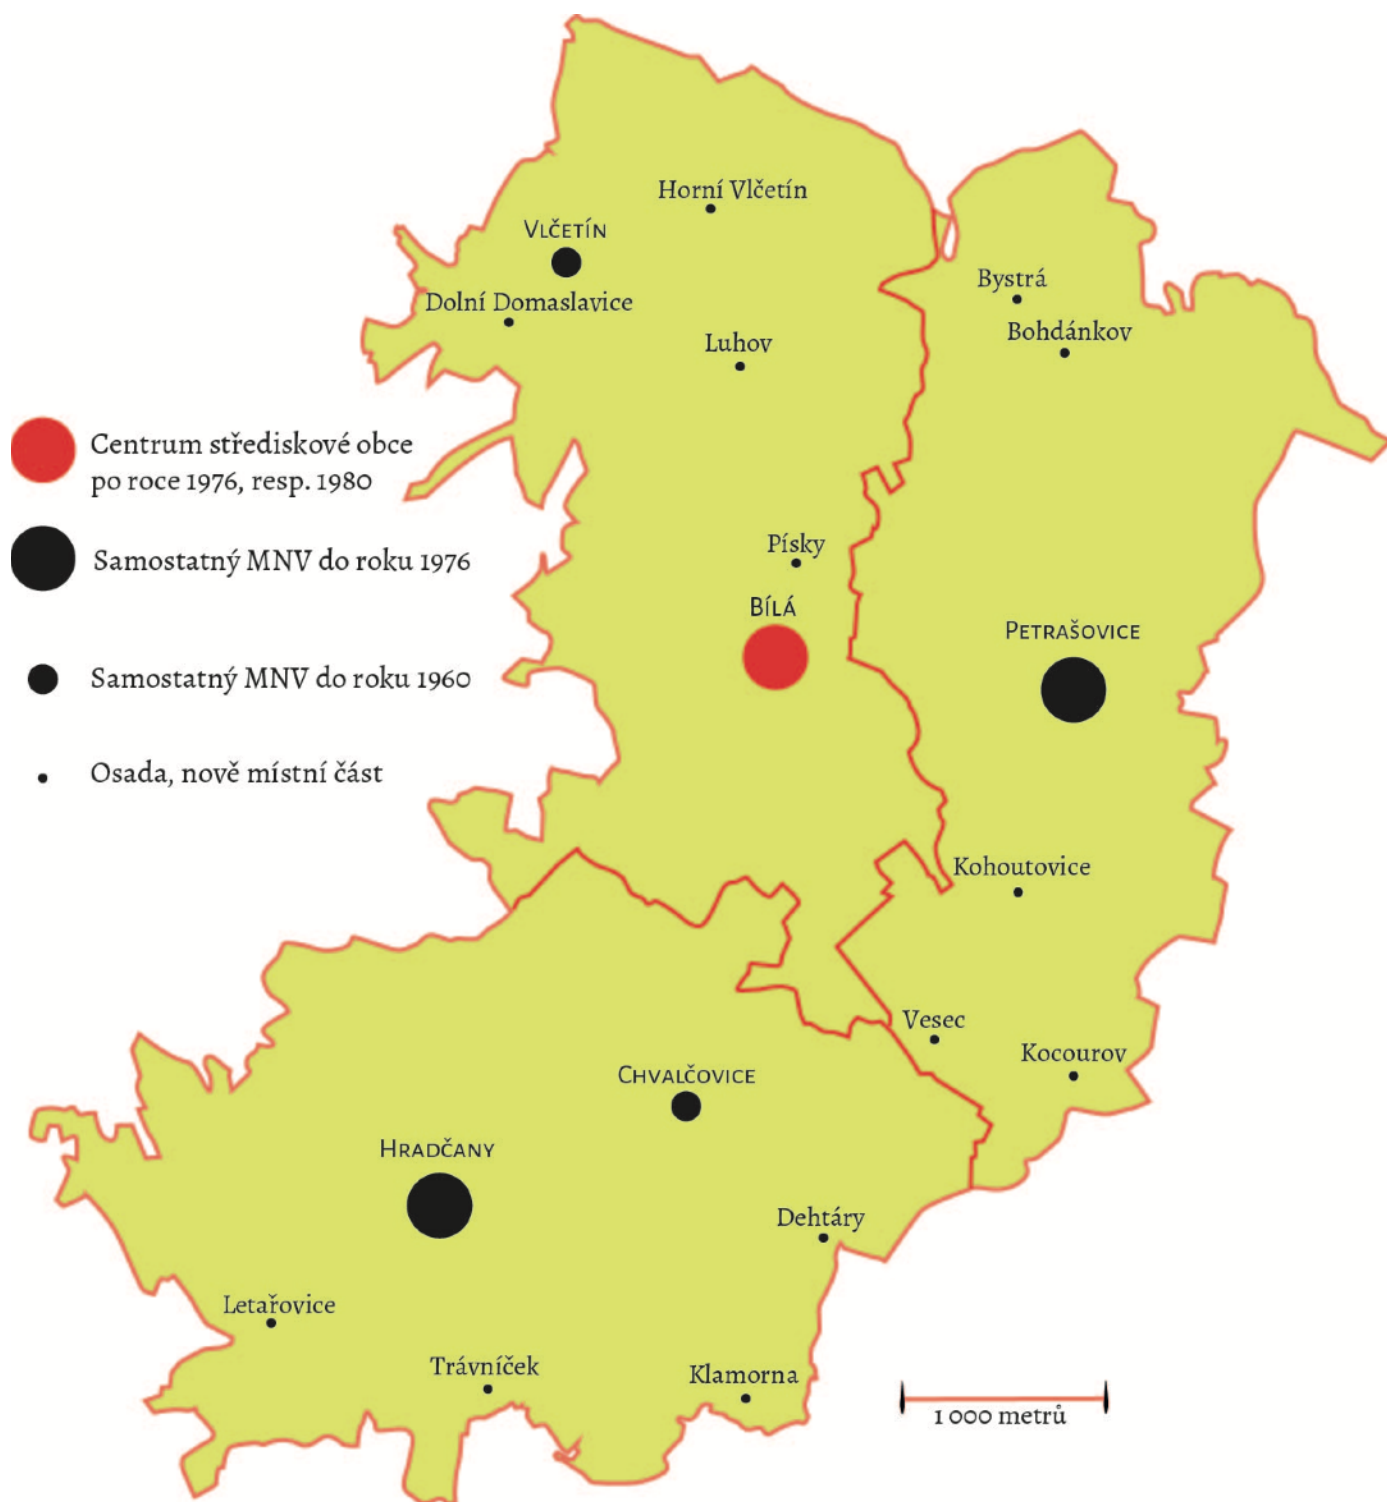 Horní Vlčetín
Vlčetín
Bystrá
Dolní Domaslavice
Bohdánkov
Luhov
Centrum střediskové obce
po roce 1976, resp. 1980
Samostatný MNV do roku 1976
Písky
Bílá
Petrašovice
Samostatný MNV do roku 1960
Osada, nově místní část
Kohoutovice
Vesec
Kocourov
Chvalčovice
Hradčany
Dehtáry
Letařovice
Trávníček
Klamorna
1 000 metrů